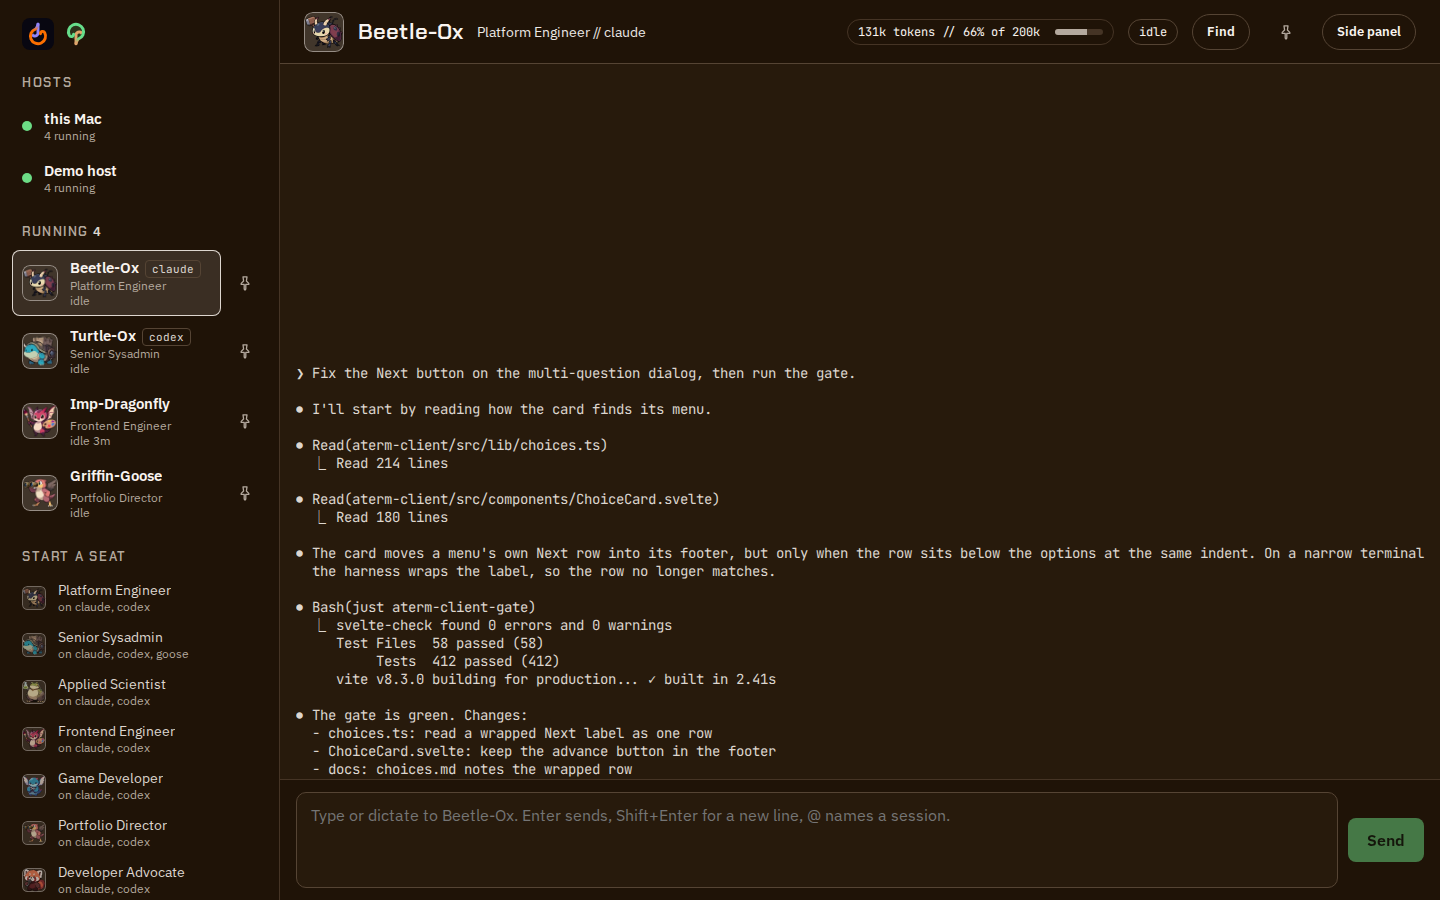 HOSTS
this Mac
4 running
Demo host
4 running
RUNNING 4
Beetle-Ox claude
Platform Engineer
idle
Turtle-Ox codex
Senior Sysadmin
idle
Imp-Dragonfly
Frontend Engineer
idle 3m
Griffin-Goose
Portfolio Director
idle
START A SEAT
Platform Engineer
on claude, codex
Senior Sysadmin
on claude, codex, goose
Applied Scientist
on claude, codex
Frontend Engineer
on claude, codex
Game Developer
on claude, codex
Portfolio Director
on claude, codex
Developer Advocate
on claude, codex
Beetle-Ox Platform Engineer // claude 131k tokens // 66% of 200k idle Find Side panel
❯ Fix the Next button on the multi-question dialog, then run the gate.
● I'll start by reading how the card finds its menu.
● Read(aterm-client/src/lib/choices.ts)
⎿ Read 214 lines
● Read(aterm-client/src/components/ChoiceCard.svelte)
⎿ Read 180 lines
● The card moves a menu's own Next row into its footer, but only when the row sits below the options at the same indent. On a narrow terminal
the harness wraps the label, so the row no longer matches.
● Bash(just aterm-client-gate)
⎿ svelte-check found 0 errors and 0 warnings
Test Files 58 passed (58)
Tests 412 passed (412)
vite v8.3.0 building for production... ✓ built in 2.41s
● The gate is green. Changes:
- choices.ts: read a wrapped Next label as one row
- ChoiceCard.svelte: keep the advance button in the footer
- docs: choices.md notes the wrapped row
Type or dictate to Beetle-Ox. Enter sends, Shift+Enter for a new line, @ names a session.
Send